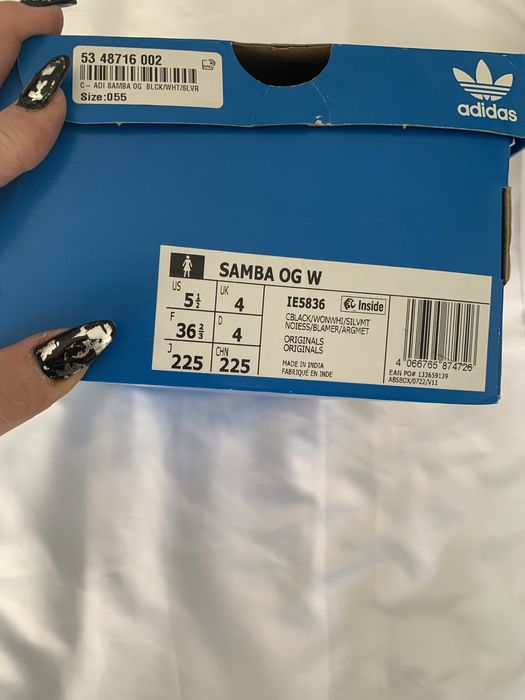 53 48716 002
C- ADI SAMBA OG BLCK/WHT/SLVR
Size:055
adidas
SAMBA OG W
US 5½ UK 4
F 36⅔ D 4
J 225 CHN 225
IE5836 Inside
CBLACK/WONWHI/SILVMT
NOIESS/BLAMER/ARGMET
ORIGINALS
ORIGINALS
MADE IN INDIA
FABRIQUÉ EN INDE
4 066765 874726
EAN PO# 133659139
ABSBOX/0722/V11